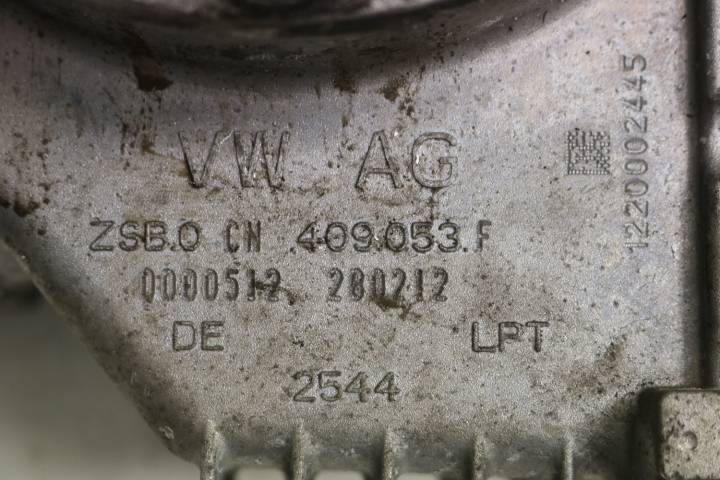 VW AG
ZSB.0 CN 409.053.F
0000512 280212
DE LPT
2544
1220002445